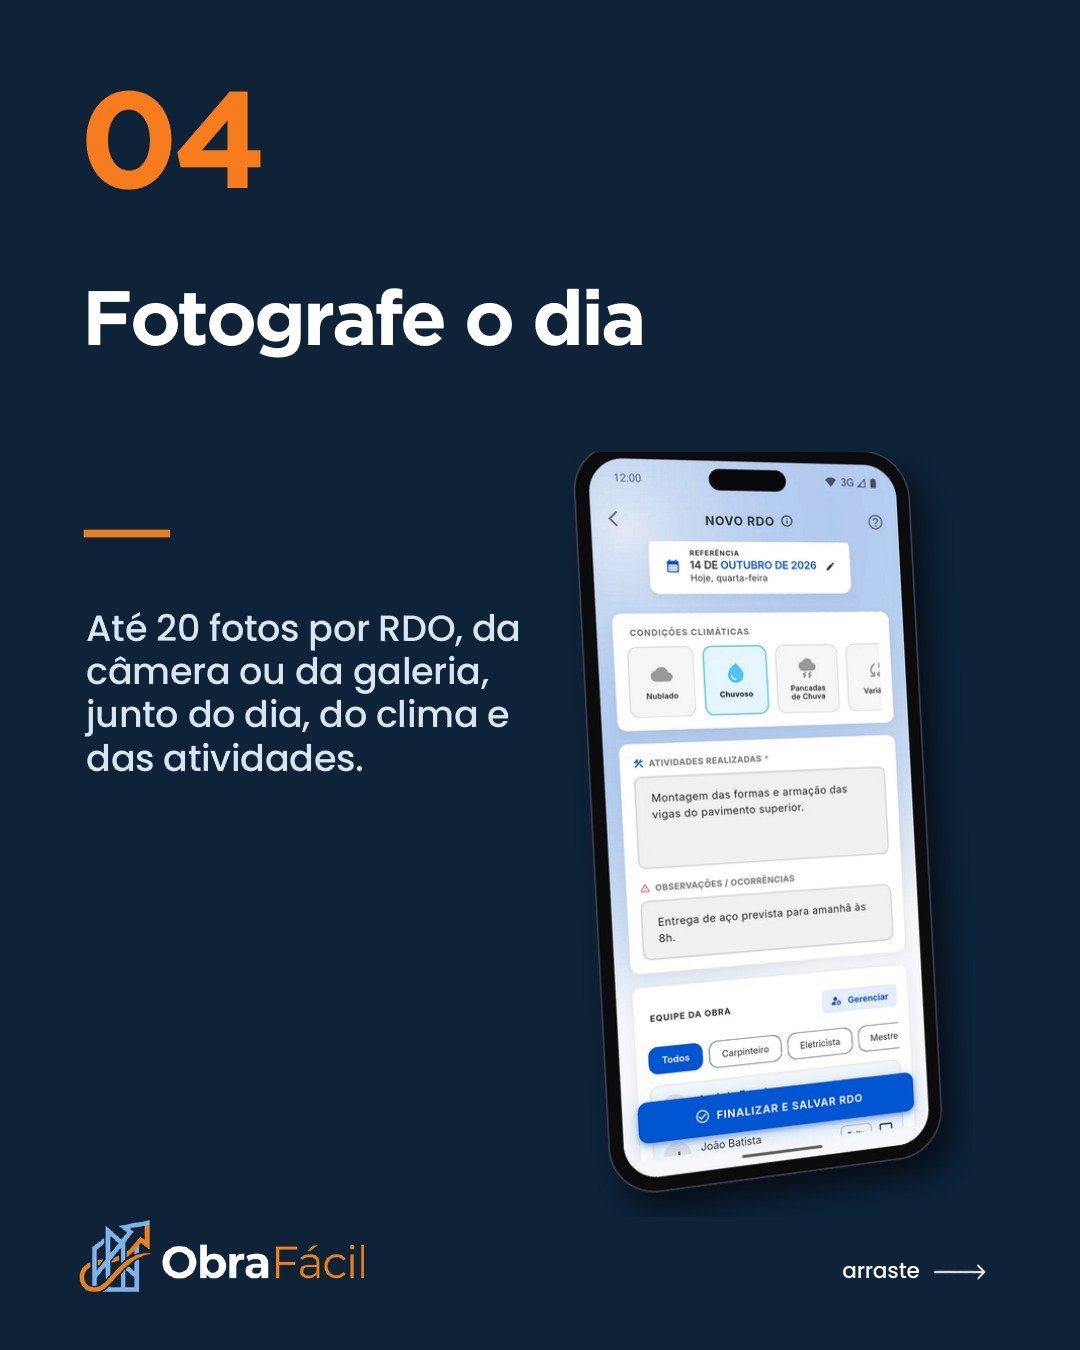 04
Fotografe o dia
Até 20 fotos por RDO, da
câmera ou da galeria,
junto do dia, do clima e
das atividades.
12:00
3G
NOVO RDO
REFERÊNCIA
14 DE OUTUBRO DE 2026
Hoje, quarta-feira
CONDIÇÕES CLIMÁTICAS
Nublado
Chuvoso
Pancadas
de Chuva
Variá
ATIVIDADES REALIZADAS *
Montagem das formas e armação das
vigas do pavimento superior.
OBSERVAÇÕES / OCORRÊNCIAS
Entrega de aço prevista para amanhã às
8h.
EQUIPE DA OBRA
Gerenciar
Todos
Carpinteiro
Eletricista
Mestre
FINALIZAR E SALVAR RDO
João Batista
ObraFácil
arraste